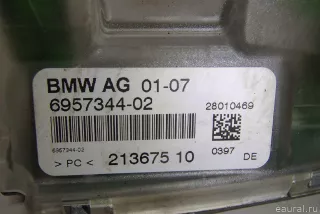 BMW AG 01-07
6957344-02
28010469
6957344-02
0397 DE
> PC < 213675 10
eaural.ru